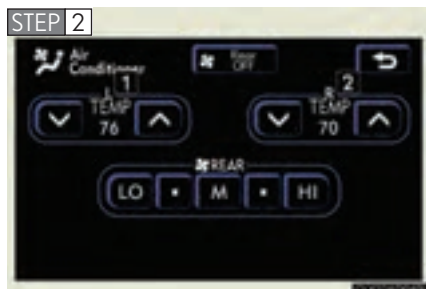 STEP 2
Air Conditioner
Rear OFF
L 1
TEMP
76
R 2
TEMP
70
REAR
LO • M • HI